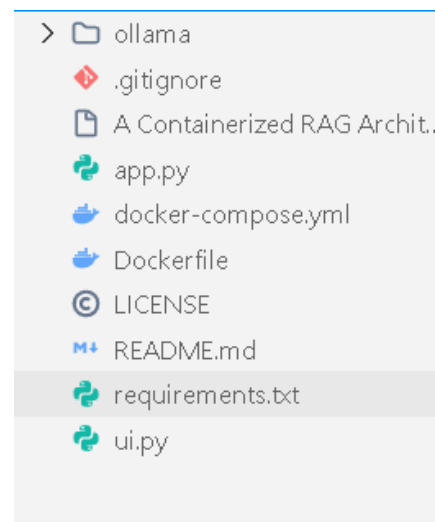 ollama
.gitignore
A Containerized RAG Archit..
app.py
docker-compose.yml
Dockerfile
LICENSE
M↓ README.md
requirements.txt
ui.py